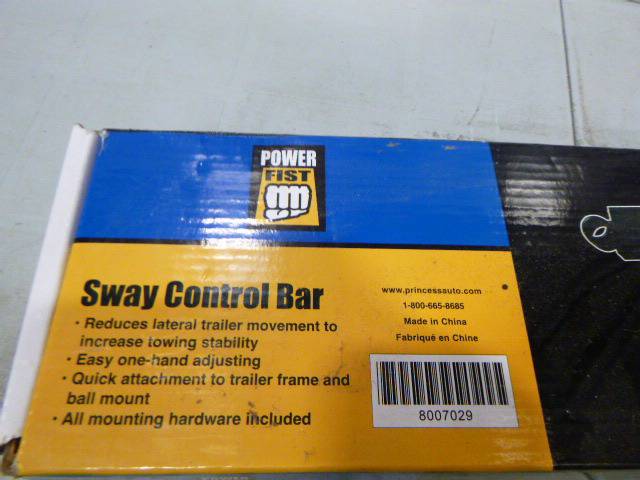 POWER
FIST
Sway Control Bar
• Reduces lateral trailer movement to
increase towing stability
• Easy one-hand adjusting
• Quick attachment to trailer frame and
ball mount
• All mounting hardware included
www.princessauto.com
1-800-665-8685
Made in China
Fabriqué en Chine
8007029